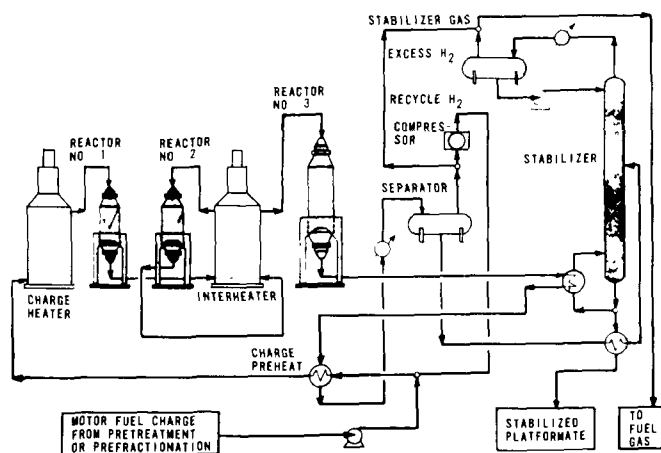 STABILIZER GAS
EXCESS H2
REACTOR
NO 3
RECYCLE H2
COMPRES-
SOR
REACTOR
NO 1
REACTOR
NO 2
STABILIZER
SEPARATOR
CHARGE
HEATER
INTERHEATER
CHARGE
PREHEAT
MOTOR FUEL CHARGE
FROM PRETREATMENT
OR PREFRACTIONATION
STABILIZED
PLATFORMATE
TO
FUEL
GAS